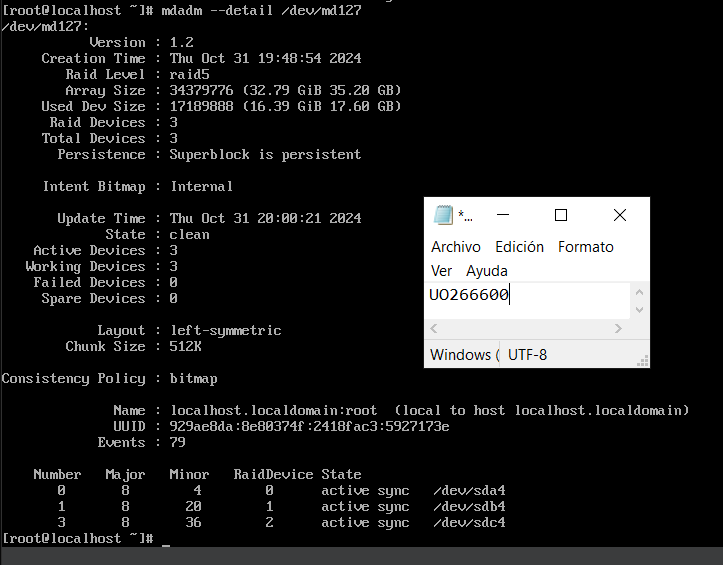 [root@localhost ~]# mdadm --detail /dev/md127
/dev/md127:
Version : 1.2
Creation Time : Thu Oct 31 19:48:54 2024
Raid Level : raid5
Array Size : 34379776 (32.79 GiB 35.20 GB)
Used Dev Size : 17189888 (16.39 GiB 17.60 GB)
Raid Devices : 3
Total Devices : 3
Persistence : Superblock is persistent
Intent Bitmap : Internal
Update Time : Thu Oct 31 20:00:21 2024
State : clean
Active Devices : 3
Working Devices : 3
Failed Devices : 0
Spare Devices : 0
Layout : left-symmetric
Chunk Size : 512K
Consistency Policy : bitmap
Name : localhost.localdomain:root (local to host localhost.localdomain)
UUID : 929ae8da:8e80374f:2418fac3:5927173e
Events : 79
Number Major Minor RaidDevice State
0 8 4 0 active sync /dev/sda4
1 8 20 1 active sync /dev/sdb4
3 8 36 2 active sync /dev/sdc4
[root@localhost ~]# _
*...
Archivo Edición Formato
Ver Ayuda
UO266600
Windows (
UTF-8